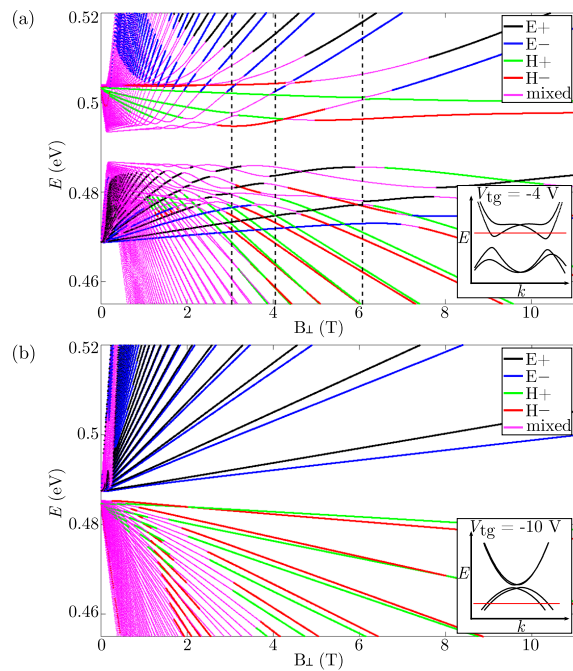 (a)
0.52
0.5
0.48
0.46
E (eV)
E+
E−
H+
H−
mixed
Vtg = -4 V
E
k
0 2 4 6 8 10
B⊥ (T)
(b)
0.52
0.5
0.48
0.46
E (eV)
E+
E−
H+
H−
mixed
Vtg = -10 V
E
k
0 2 4 6 8 10
B⊥ (T)